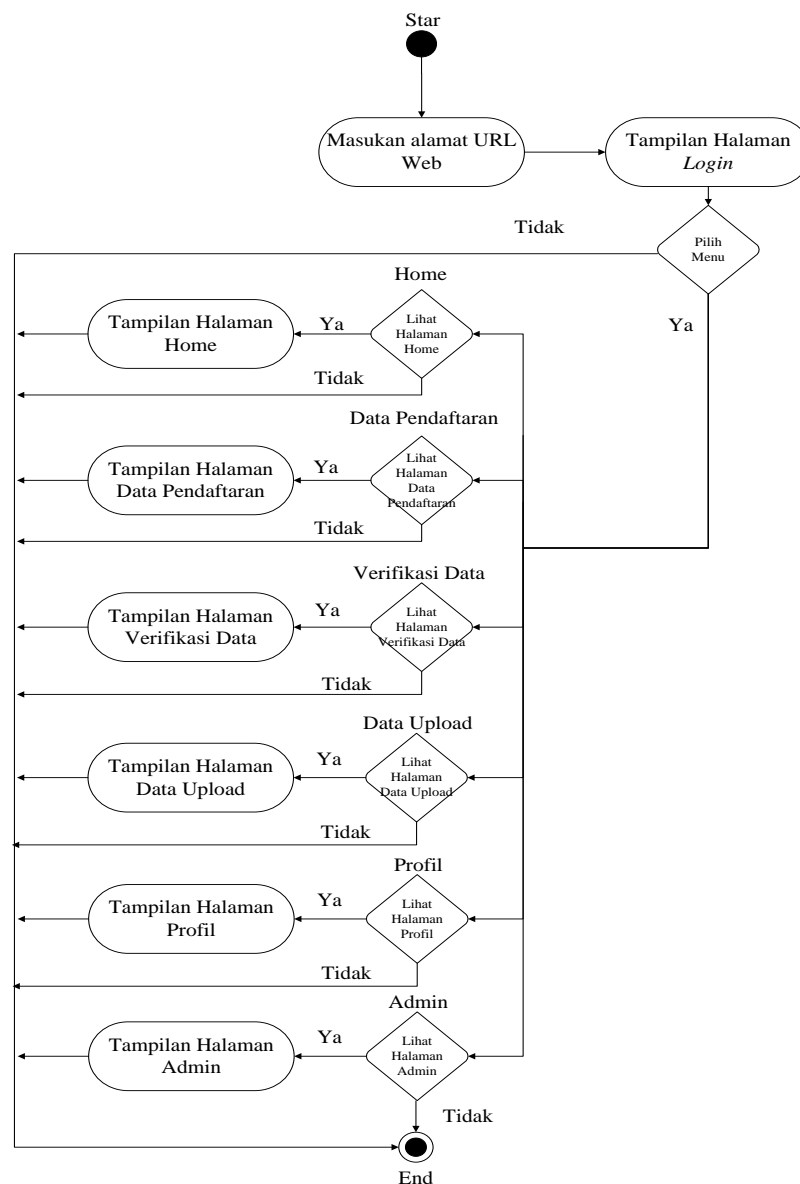 Star
Masukan alamat URL
Web
Tampilan Halaman
Login
Tidak
Pilih
Menu
Ya
Home
Tampilan Halaman
Home
Ya
Lihat
Halaman
Home
Tidak
Data Pendaftaran
Tampilan Halaman
Data Pendaftaran
Ya
Lihat
Halaman
Data
Pendaftaran
Tidak
Verifikasi Data
Tampilan Halaman
Verifikasi Data
Ya
Lihat
Halaman
Verifikasi Data
Tidak
Data Upload
Tampilan Halaman
Data Upload
Ya
Lihat
Halaman
Data Upload
Tidak
Profil
Tampilan Halaman
Profil
Ya
Lihat
Halaman
Profil
Tidak
Admin
Tampilan Halaman
Admin
Ya
Lihat
Halaman
Admin
Tidak
End